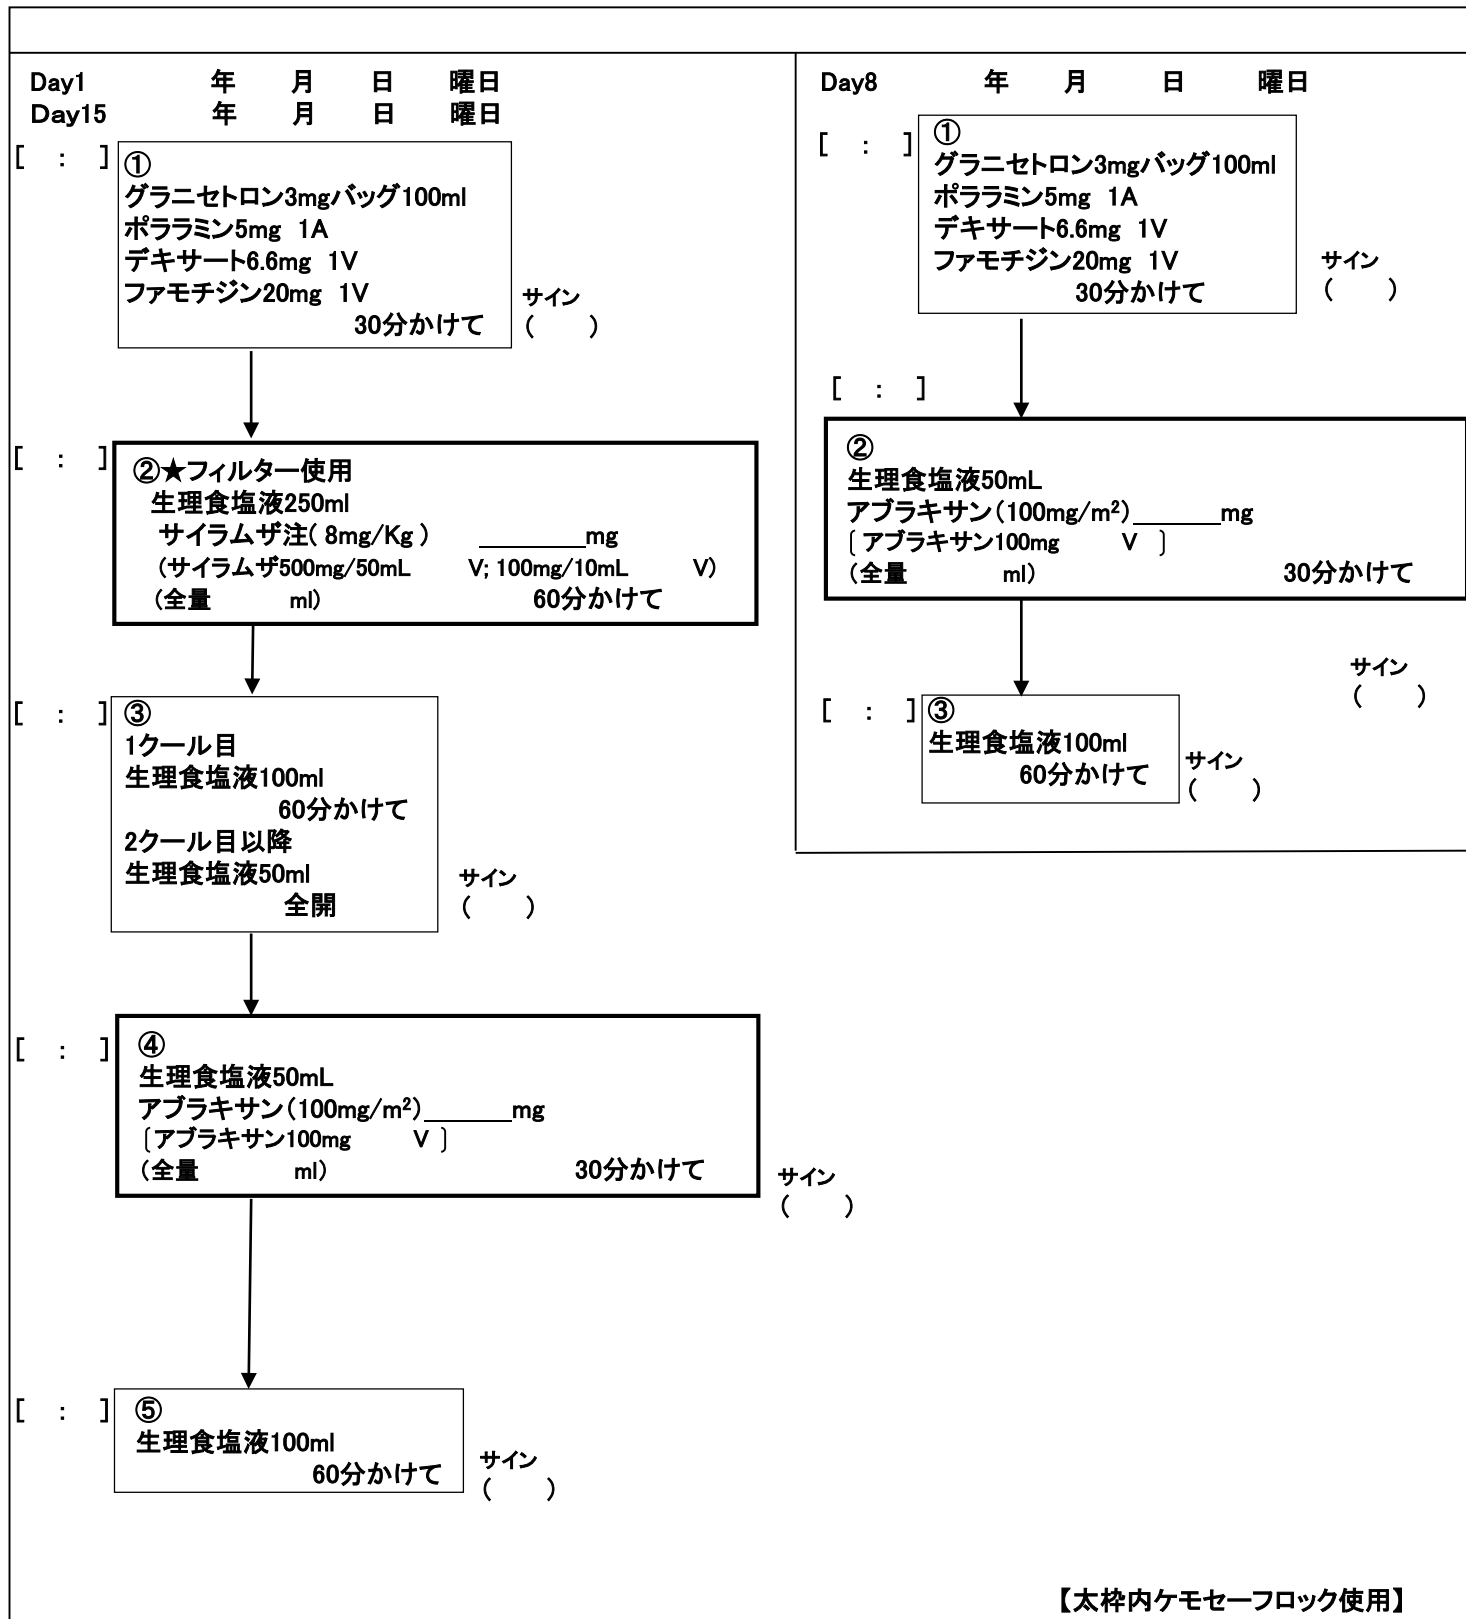 Day1 年 月 日 曜日
Day15 年 月 日 曜日
[ : ]
①
グラニセトロン3mgバッグ100ml
ポララミン5mg 1A
デキサート6.6mg 1V
ファモチジン20mg 1V
30分かけて
サイン
( )
[ : ]
②★フィルター使用
生理食塩液250ml
サイラムザ注( 8mg/Kg ) ________mg
(サイラムザ500mg/50mL V; 100mg/10mL V)
(全量 ml) 60分かけて
[ : ]
③
1クール目
生理食塩液100ml
60分かけて
2クール目以降
生理食塩液50ml
全開
サイン
( )
[ : ]
④
生理食塩液50mL
アブラキサン(100mg/m²)_______mg
〔アブラキサン100mg V 〕
(全量 ml) 30分かけて
サイン
( )
[ : ]
⑤
生理食塩液100ml
60分かけて
サイン
( )
Day8 年 月 日 曜日
[ : ]
①
グラニセトロン3mgバッグ100ml
ポララミン5mg 1A
デキサート6.6mg 1V
ファモチジン20mg 1V
30分かけて
サイン
( )
[ : ]
②
生理食塩液50mL
アブラキサン(100mg/m²)_______mg
〔アブラキサン100mg V 〕
(全量 ml) 30分かけて
サイン
( )
[ : ]
③
生理食塩液100ml
60分かけて
サイン
( )
【太枠内ケモセーフロック使用】